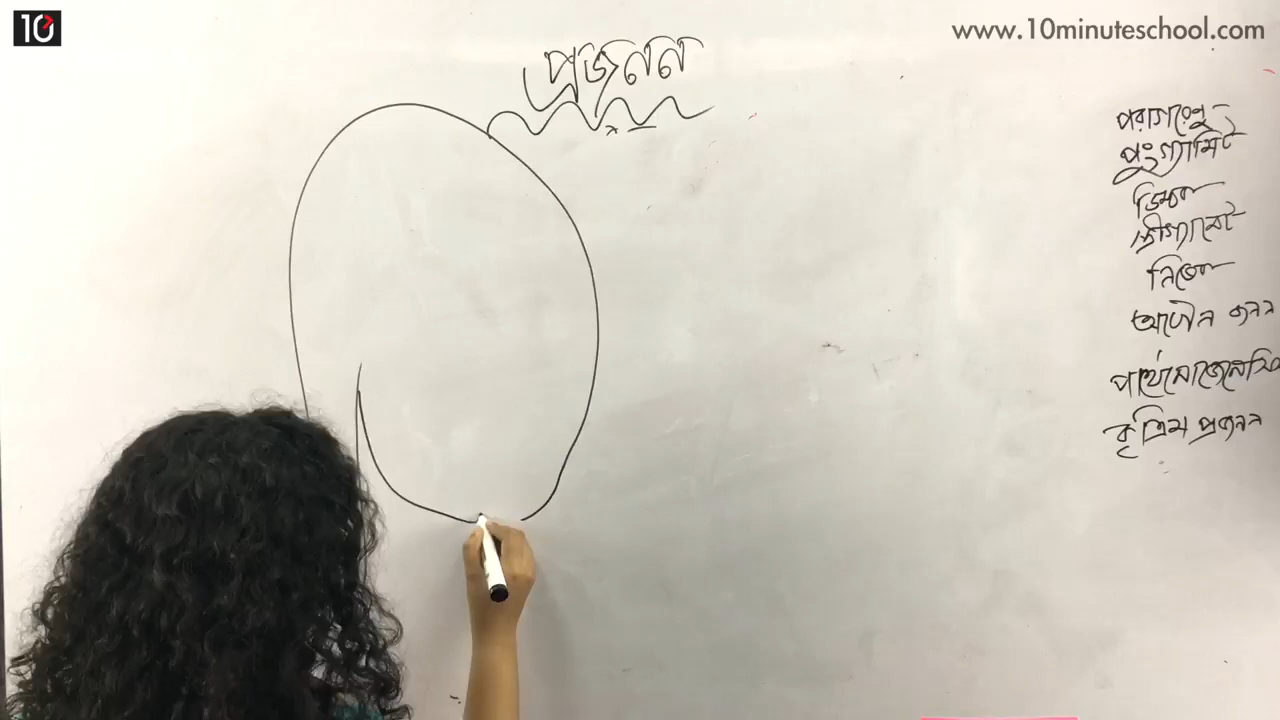 10
www.10minuteschool.com
প্রজনন
পরাগরেণু
পুংগ্যামিট
ডিম্বক
স্ত্রীগ্যামেট
নিষেক
অযৌন জনন
পার্থেনোজেনেসিস
কৃত্রিম প্রজনন